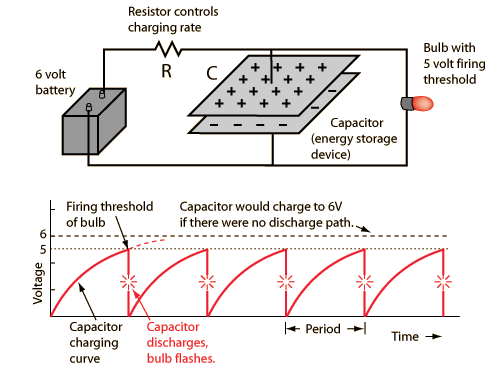 Resistor controls
charging rate
R
C
6 volt
battery
Bulb with
5 volt firing
threshold
Capacitor
(energy storage
device)
Firing threshold
of bulb
Capacitor would charge to 6V
if there were no discharge path.
6
5
Voltage
Capacitor
charging
curve
Capacitor
discharges,
bulb flashes.
Period
Time